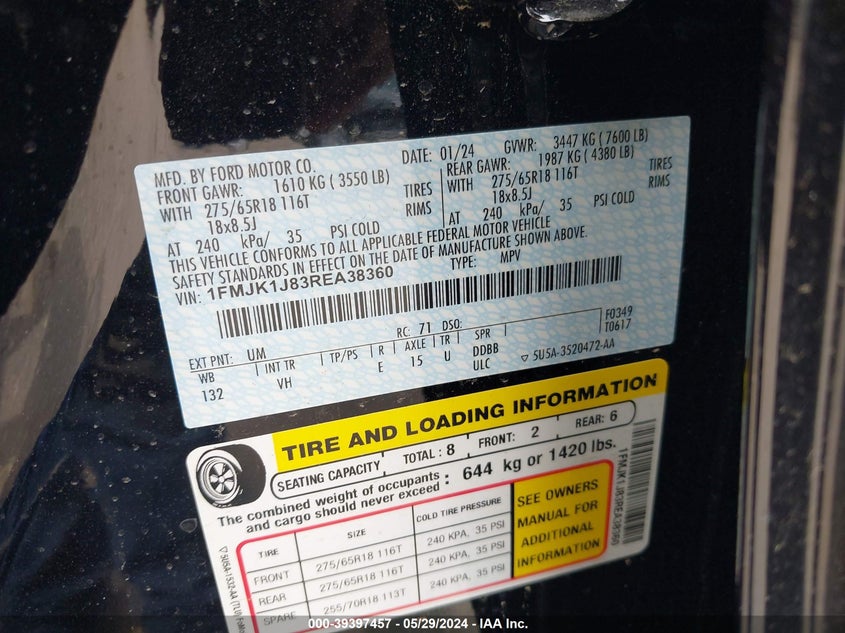 MFD. BY FORD MOTOR CO.
DATE: 01/24 GVWR: 3447 KG ( 7600 LB)
FRONT GAWR: 1610 KG ( 3550 LB)
REAR GAWR: 1987 KG ( 4380 LB)
WITH 275/65R18 116T TIRES
WITH 275/65R18 116T TIRES
18x8.5J RIMS
18x8.5J RIMS
AT 240 kPa/ 35 PSI COLD
AT 240 kPa/ 35 PSI COLD
THIS VEHICLE CONFORMS TO ALL APPLICABLE FEDERAL MOTOR VEHICLE
SAFETY STANDARDS IN EFFECT ON THE DATE OF MANUFACTURE SHOWN ABOVE.
VIN: 1FMJK1J83REA38360 TYPE: MPV
F0349
T0617
EXT PNT: UM RC: 71 DSO:
WB INT TR TP/PS R AXLE TR SPR
132 VH E 15 U DDBB
ULC ▽ 5U5A-3520472-AA
TIRE AND LOADING INFORMATION
SEATING CAPACITY TOTAL : 8 FRONT: 2 REAR: 6
The combined weight of occupants and cargo should never exceed : 644 kg or 1420 lbs.
TIRE SIZE COLD TIRE PRESSURE
FRONT 275/65R18 116T 240 KPA, 35 PSI
REAR 275/65R18 116T 240 KPA, 35 PSI
SPARE 255/70R18 113T 240 KPA, 35 PSI
SEE OWNERS
MANUAL FOR
ADDITIONAL
INFORMATION
1FMJK1J83REA38360
▽ 5U5A-1532-AA (TLU)
000-39397457 - 05/29/2024 - IAA Inc.